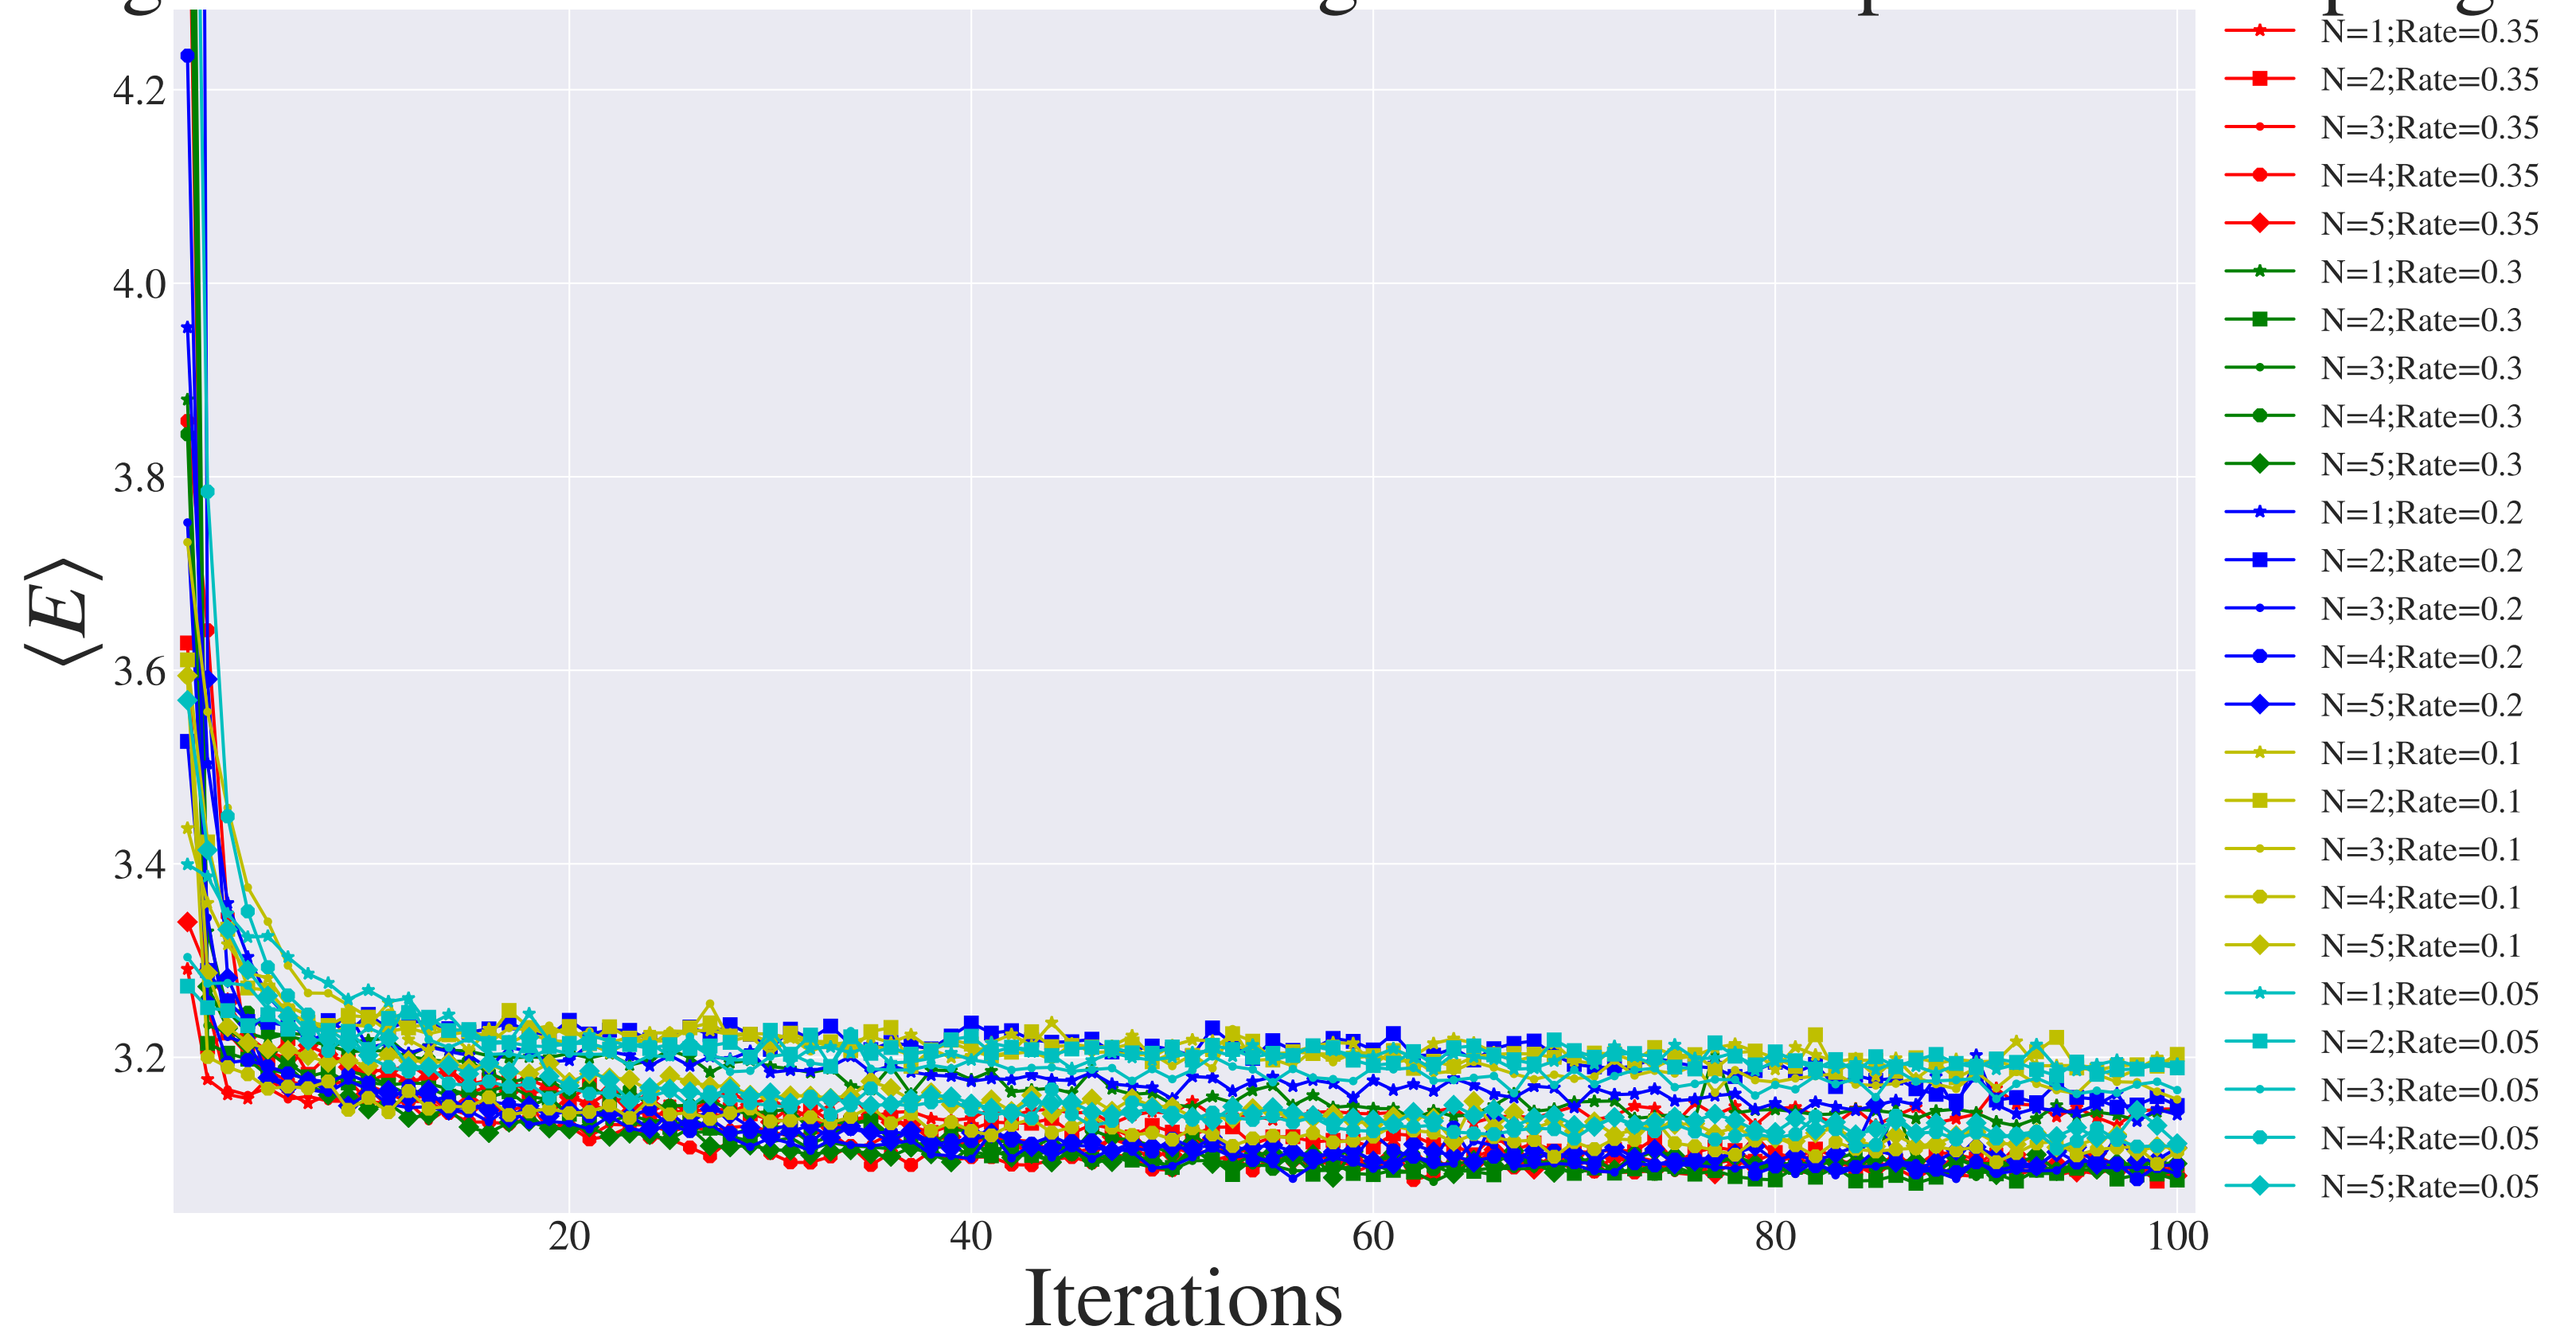 4.2
4.0
3.8
3.6
3.4
3.2
⟨E⟩
20 40 60 80 100
Iterations
N=1;Rate=0.35
N=2;Rate=0.35
N=3;Rate=0.35
N=4;Rate=0.35
N=5;Rate=0.35
N=1;Rate=0.3
N=2;Rate=0.3
N=3;Rate=0.3
N=4;Rate=0.3
N=5;Rate=0.3
N=1;Rate=0.2
N=2;Rate=0.2
N=3;Rate=0.2
N=4;Rate=0.2
N=5;Rate=0.2
N=1;Rate=0.1
N=2;Rate=0.1
N=3;Rate=0.1
N=4;Rate=0.1
N=5;Rate=0.1
N=1;Rate=0.05
N=2;Rate=0.05
N=3;Rate=0.05
N=4;Rate=0.05
N=5;Rate=0.05